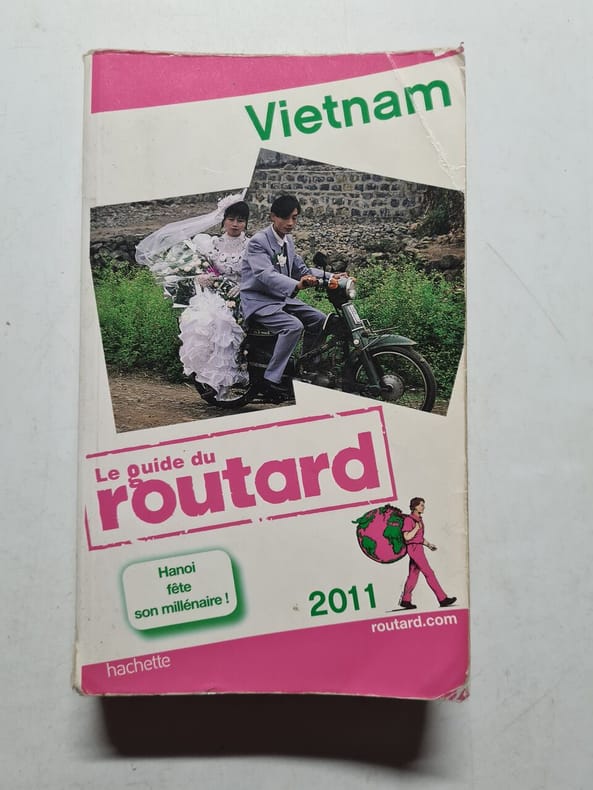 Vietnam
Le guide du
routard
Hanoi
fête
son millénaire !
2011
routard.com
hachette